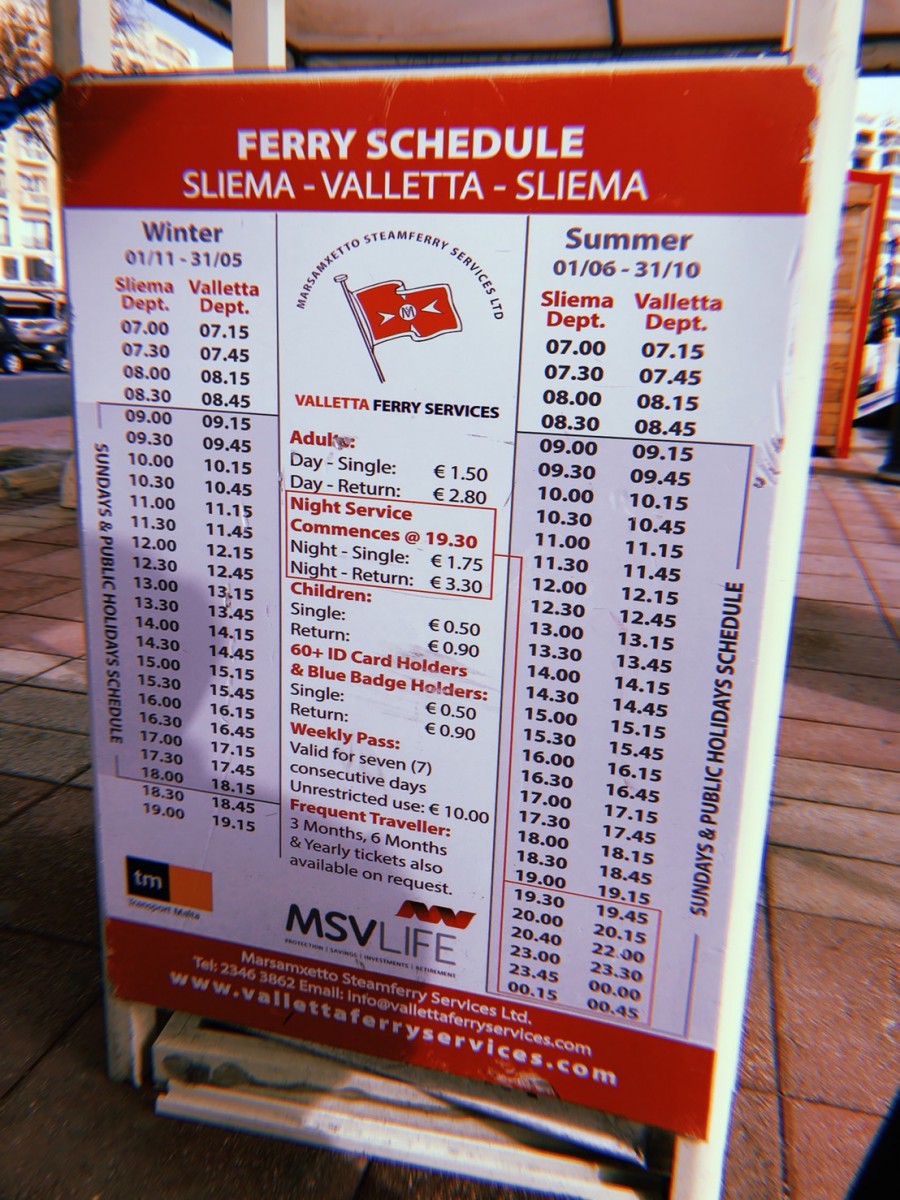 FERRY SCHEDULE
SLIEMA - VALLETTA - SLIEMA
Winter
01/11 - 31/05
Sliema Valletta
Dept. Dept.
07.00 07.15
07.30 07.45
08.00 08.15
08.30 08.45
09.00 09.15
09.30 09.45
10.00 10.15
10.30 10.45
11.00 11.15
11.30 11.45
12.00 12.15
12.30 12.45
13.00 13.15
13.30 13.45
14.00 14.15
14.30 14.45
15.00 15.15
15.30 15.45
16.00 16.15
16.30 16.45
17.00 17.15
17.30 17.45
18.00 18.15
18.30 18.45
19.00 19.15
SUNDAYS & PUBLIC HOLIDAYS SCHEDULE
tm
Transport Malta
MARSAMXETTO STEAMFERRY SERVICES LTD
M
VALLETTA FERRY SERVICES
Adults:
Day - Single: € 1.50
Day - Return: € 2.80
Night Service
Commences @ 19.30
Night - Single: € 1.75
Night - Return: € 3.30
Children:
Single: € 0.50
Return: € 0.90
60+ ID Card Holders
& Blue Badge Holders:
Single: € 0.50
Return: € 0.90
Weekly Pass:
Valid for seven (7)
consecutive days
Unrestricted use: € 10.00
Frequent Traveller:
3 Months, 6 Months
& Yearly tickets also
available on request.
MSVLIFE
PROTECTION | SAVINGS | INVESTMENTS | RETIREMENT
Summer
01/06 - 31/10
Sliema Valletta
Dept. Dept.
07.00 07.15
07.30 07.45
08.00 08.15
08.30 08.45
09.00 09.15
09.30 09.45
10.00 10.15
10.30 10.45
11.00 11.15
11.30 11.45
12.00 12.15
12.30 12.45
13.00 13.15
13.30 13.45
14.00 14.15
14.30 14.45
15.00 15.15
15.30 15.45
16.00 16.15
16.30 16.45
17.00 17.15
17.30 17.45
18.00 18.15
18.30 18.45
19.00 19.15
19.30 19.45
20.00 20.15
20.40 22.00
23.00 23.30
23.45 00.00
00.15 00.45
SUNDAYS & PUBLIC HOLIDAYS SCHEDULE
Marsamxetto Steamferry Services Ltd.
Tel: 2346 3862 Email: Info@vallettaferryservices.com
www.vallettaferryservices.com